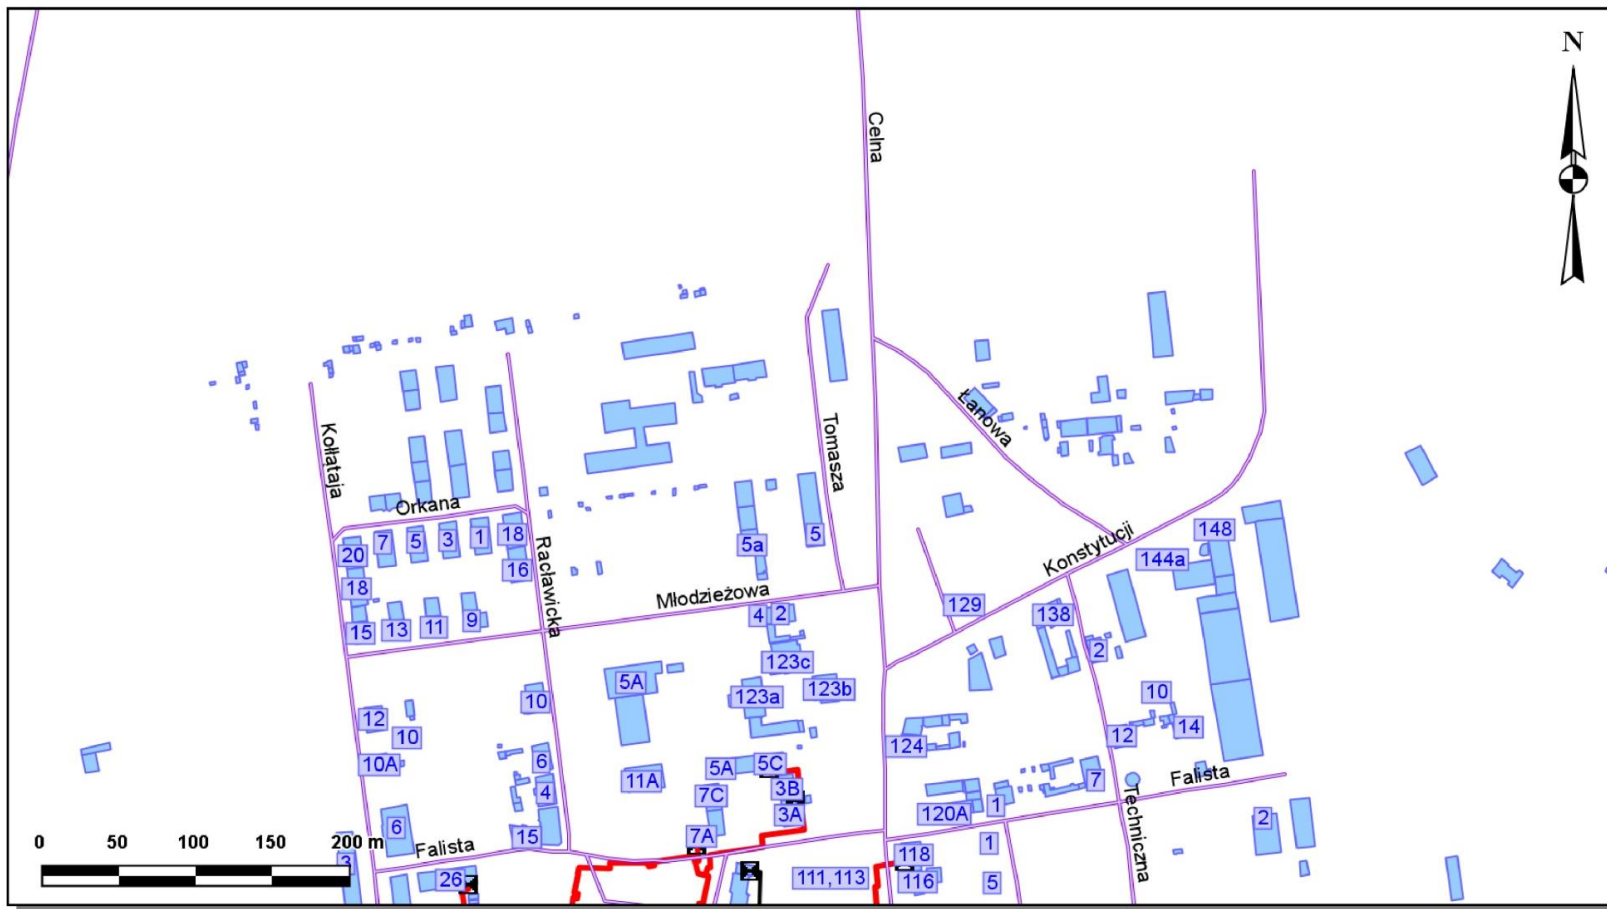 N
Celna
Łanowa
Kołłataja
Tomasza
Orkana
Konstytucji
148
20
7
5
3
1
18
5a
5
144a
Racławicka
16
18
Młodzieżowa
129
138
4
2
15
13
11
9
2
123c
5A
123a
123b
10
10
12
10
14
12
124
10A
6
5A
5C
11A
7
Falista
4
7C
3B
1
3A
120A
Techniczna
2
6
15
7A
1
0
50
100
150
200 m
Falista
3
118
26
111,113
116
5